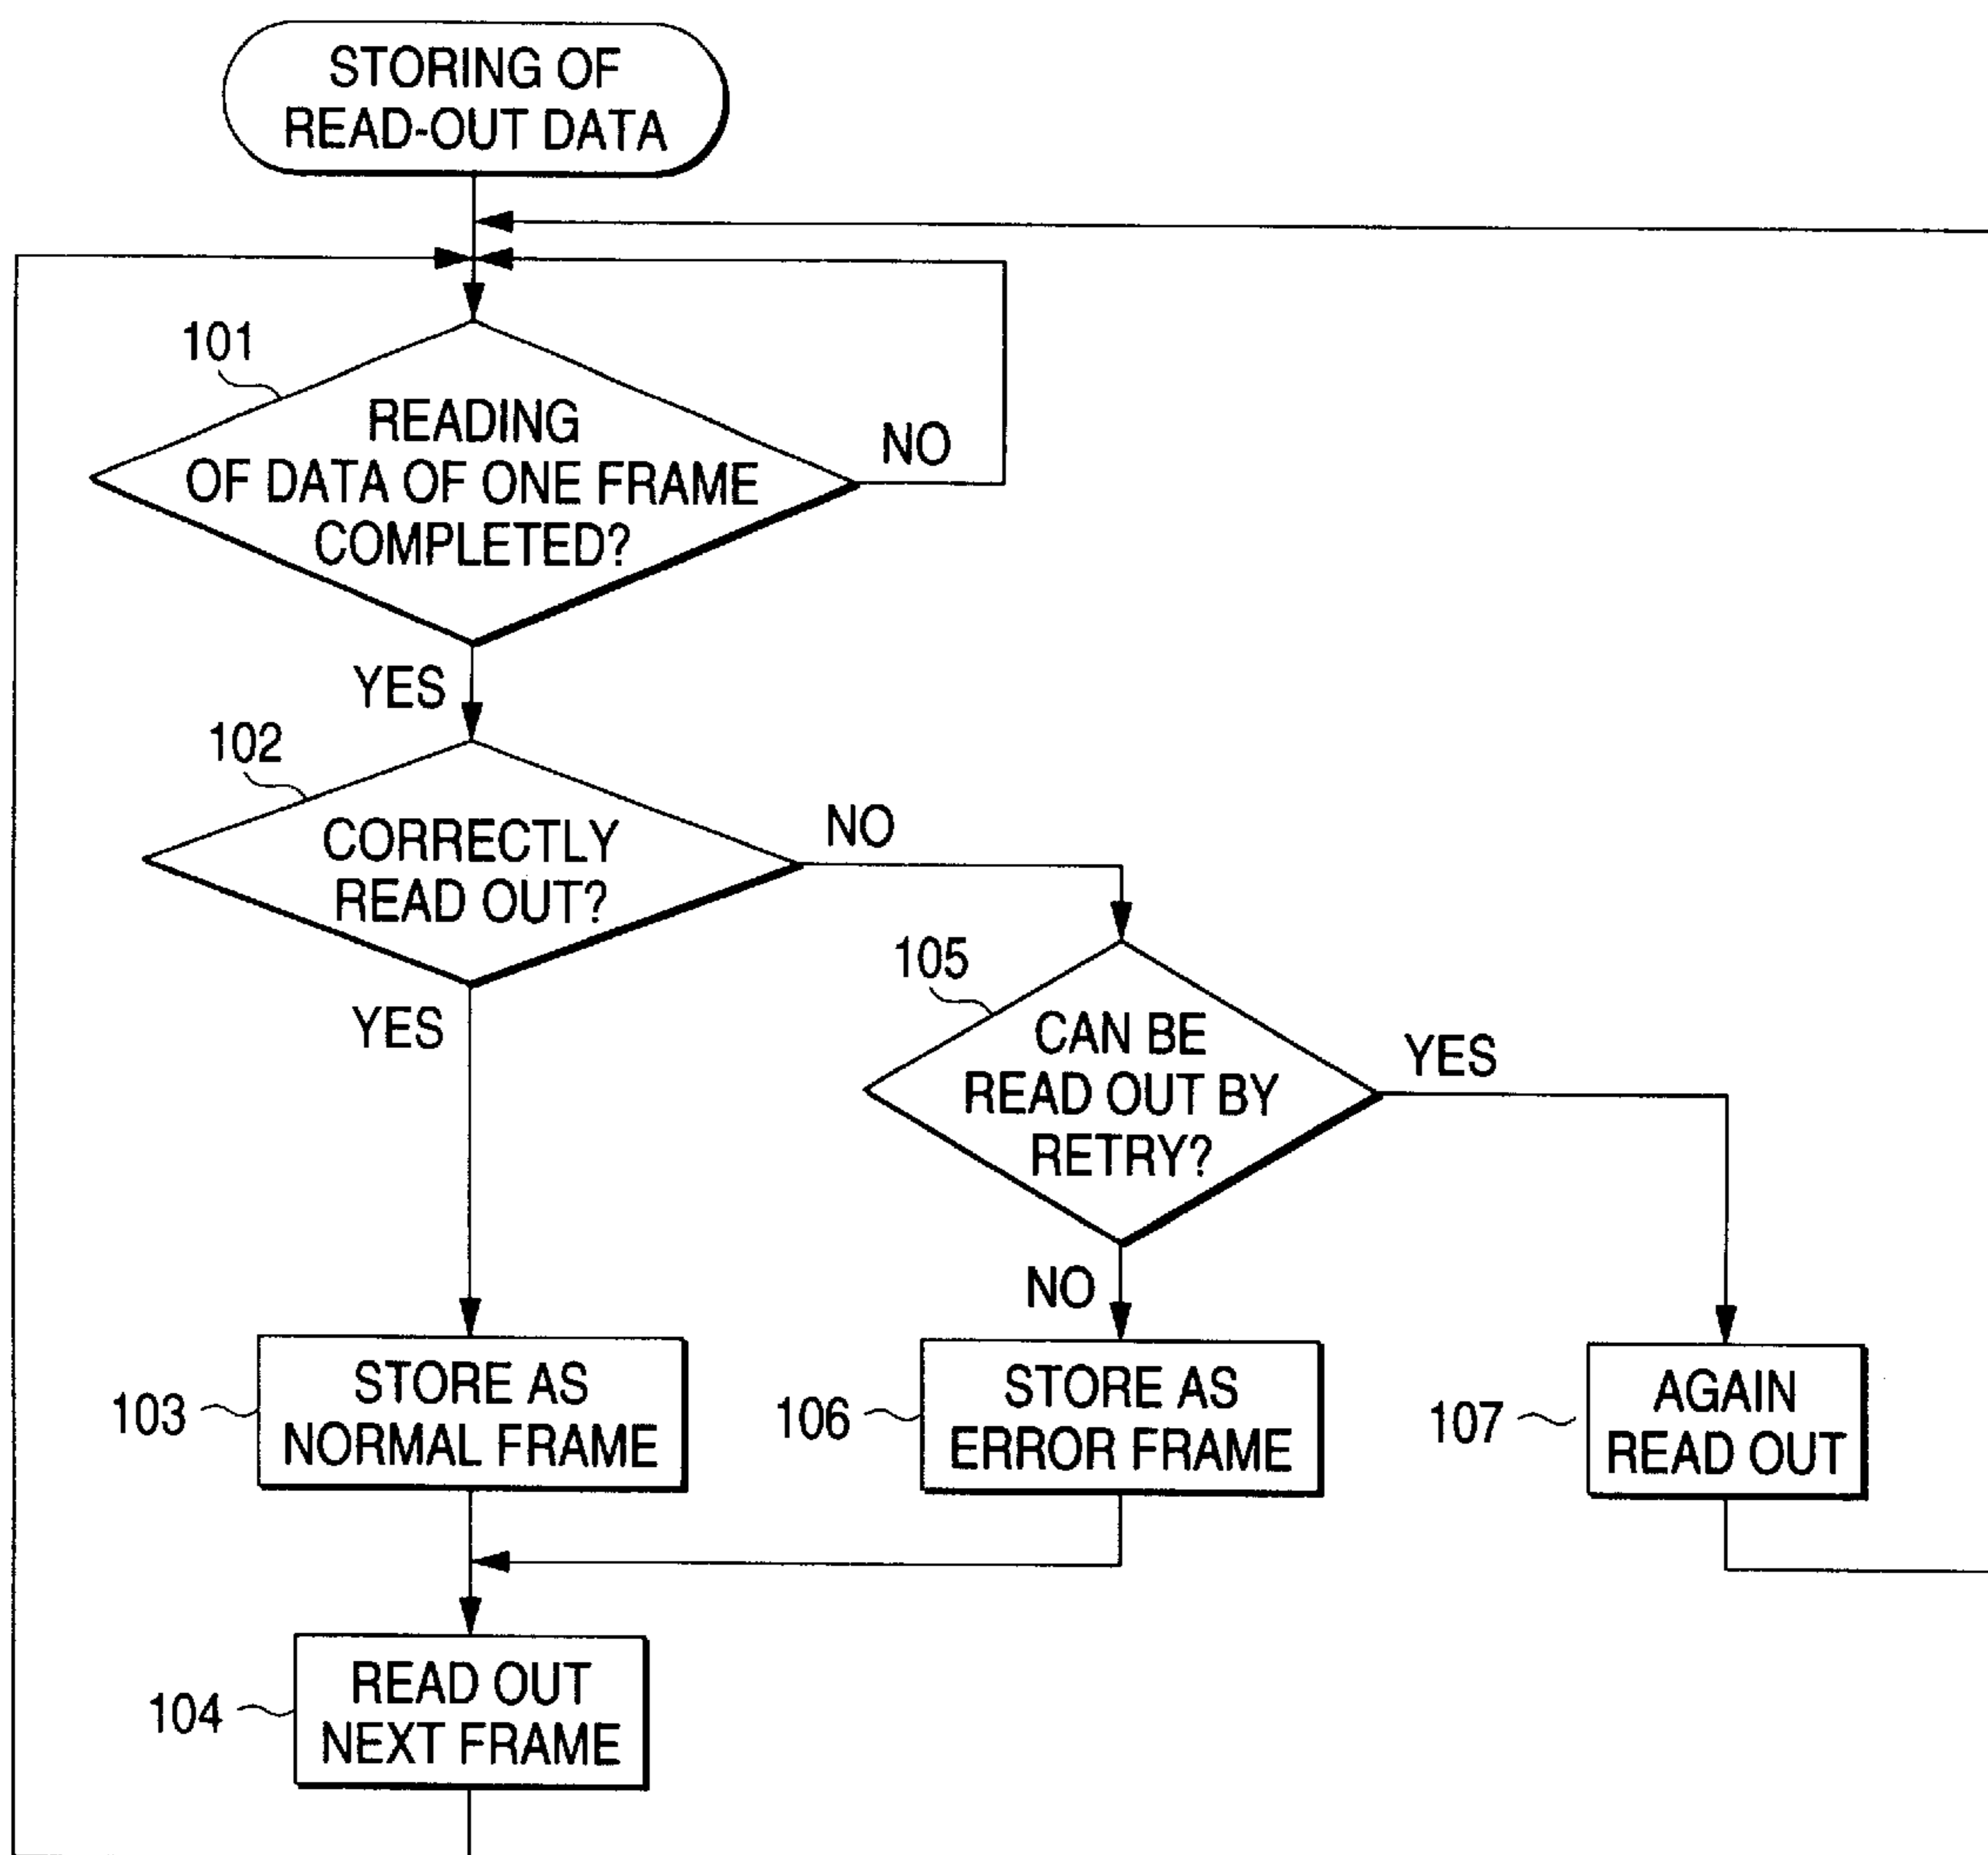 STORING OF
READ-OUT DATA
101
READING
OF DATA OF ONE FRAME
COMPLETED?
NO
YES
102
CORRECTLY
READ OUT?
NO
YES
105
CAN BE
READ OUT BY
RETRY?
YES
NO
103
STORE AS
NORMAL FRAME
106
STORE AS
ERROR FRAME
107
AGAIN
READ OUT
104
READ OUT
NEXT FRAME